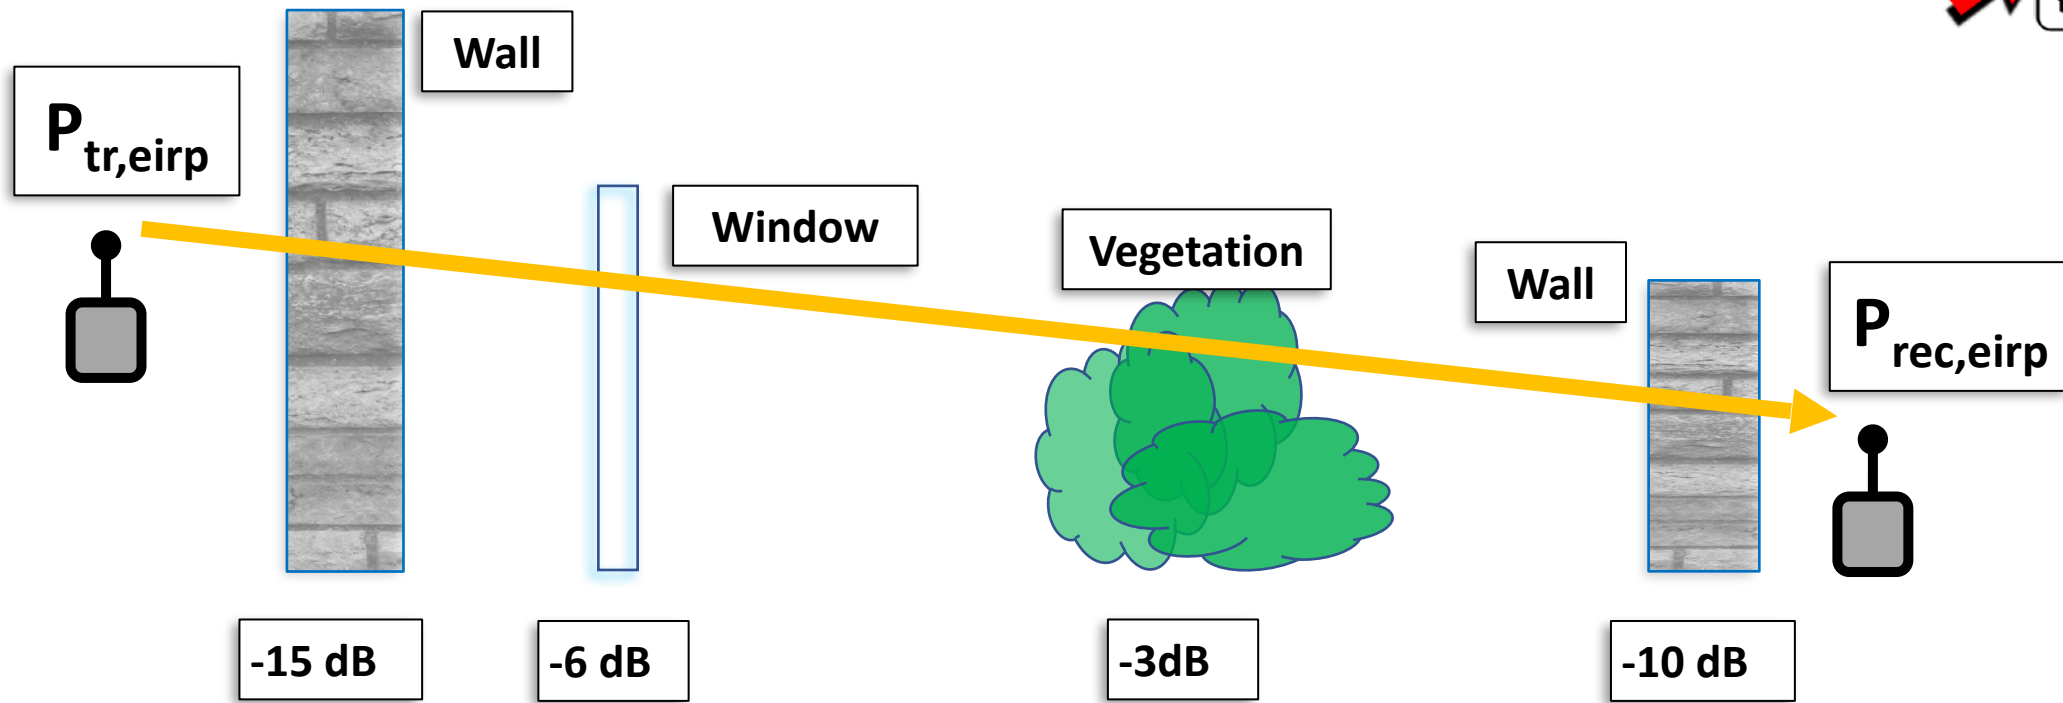 Wall
P tr,eirp
Window
Vegetation
Wall
P rec,eirp
-15 dB
-6 dB
-3dB
-10 dB